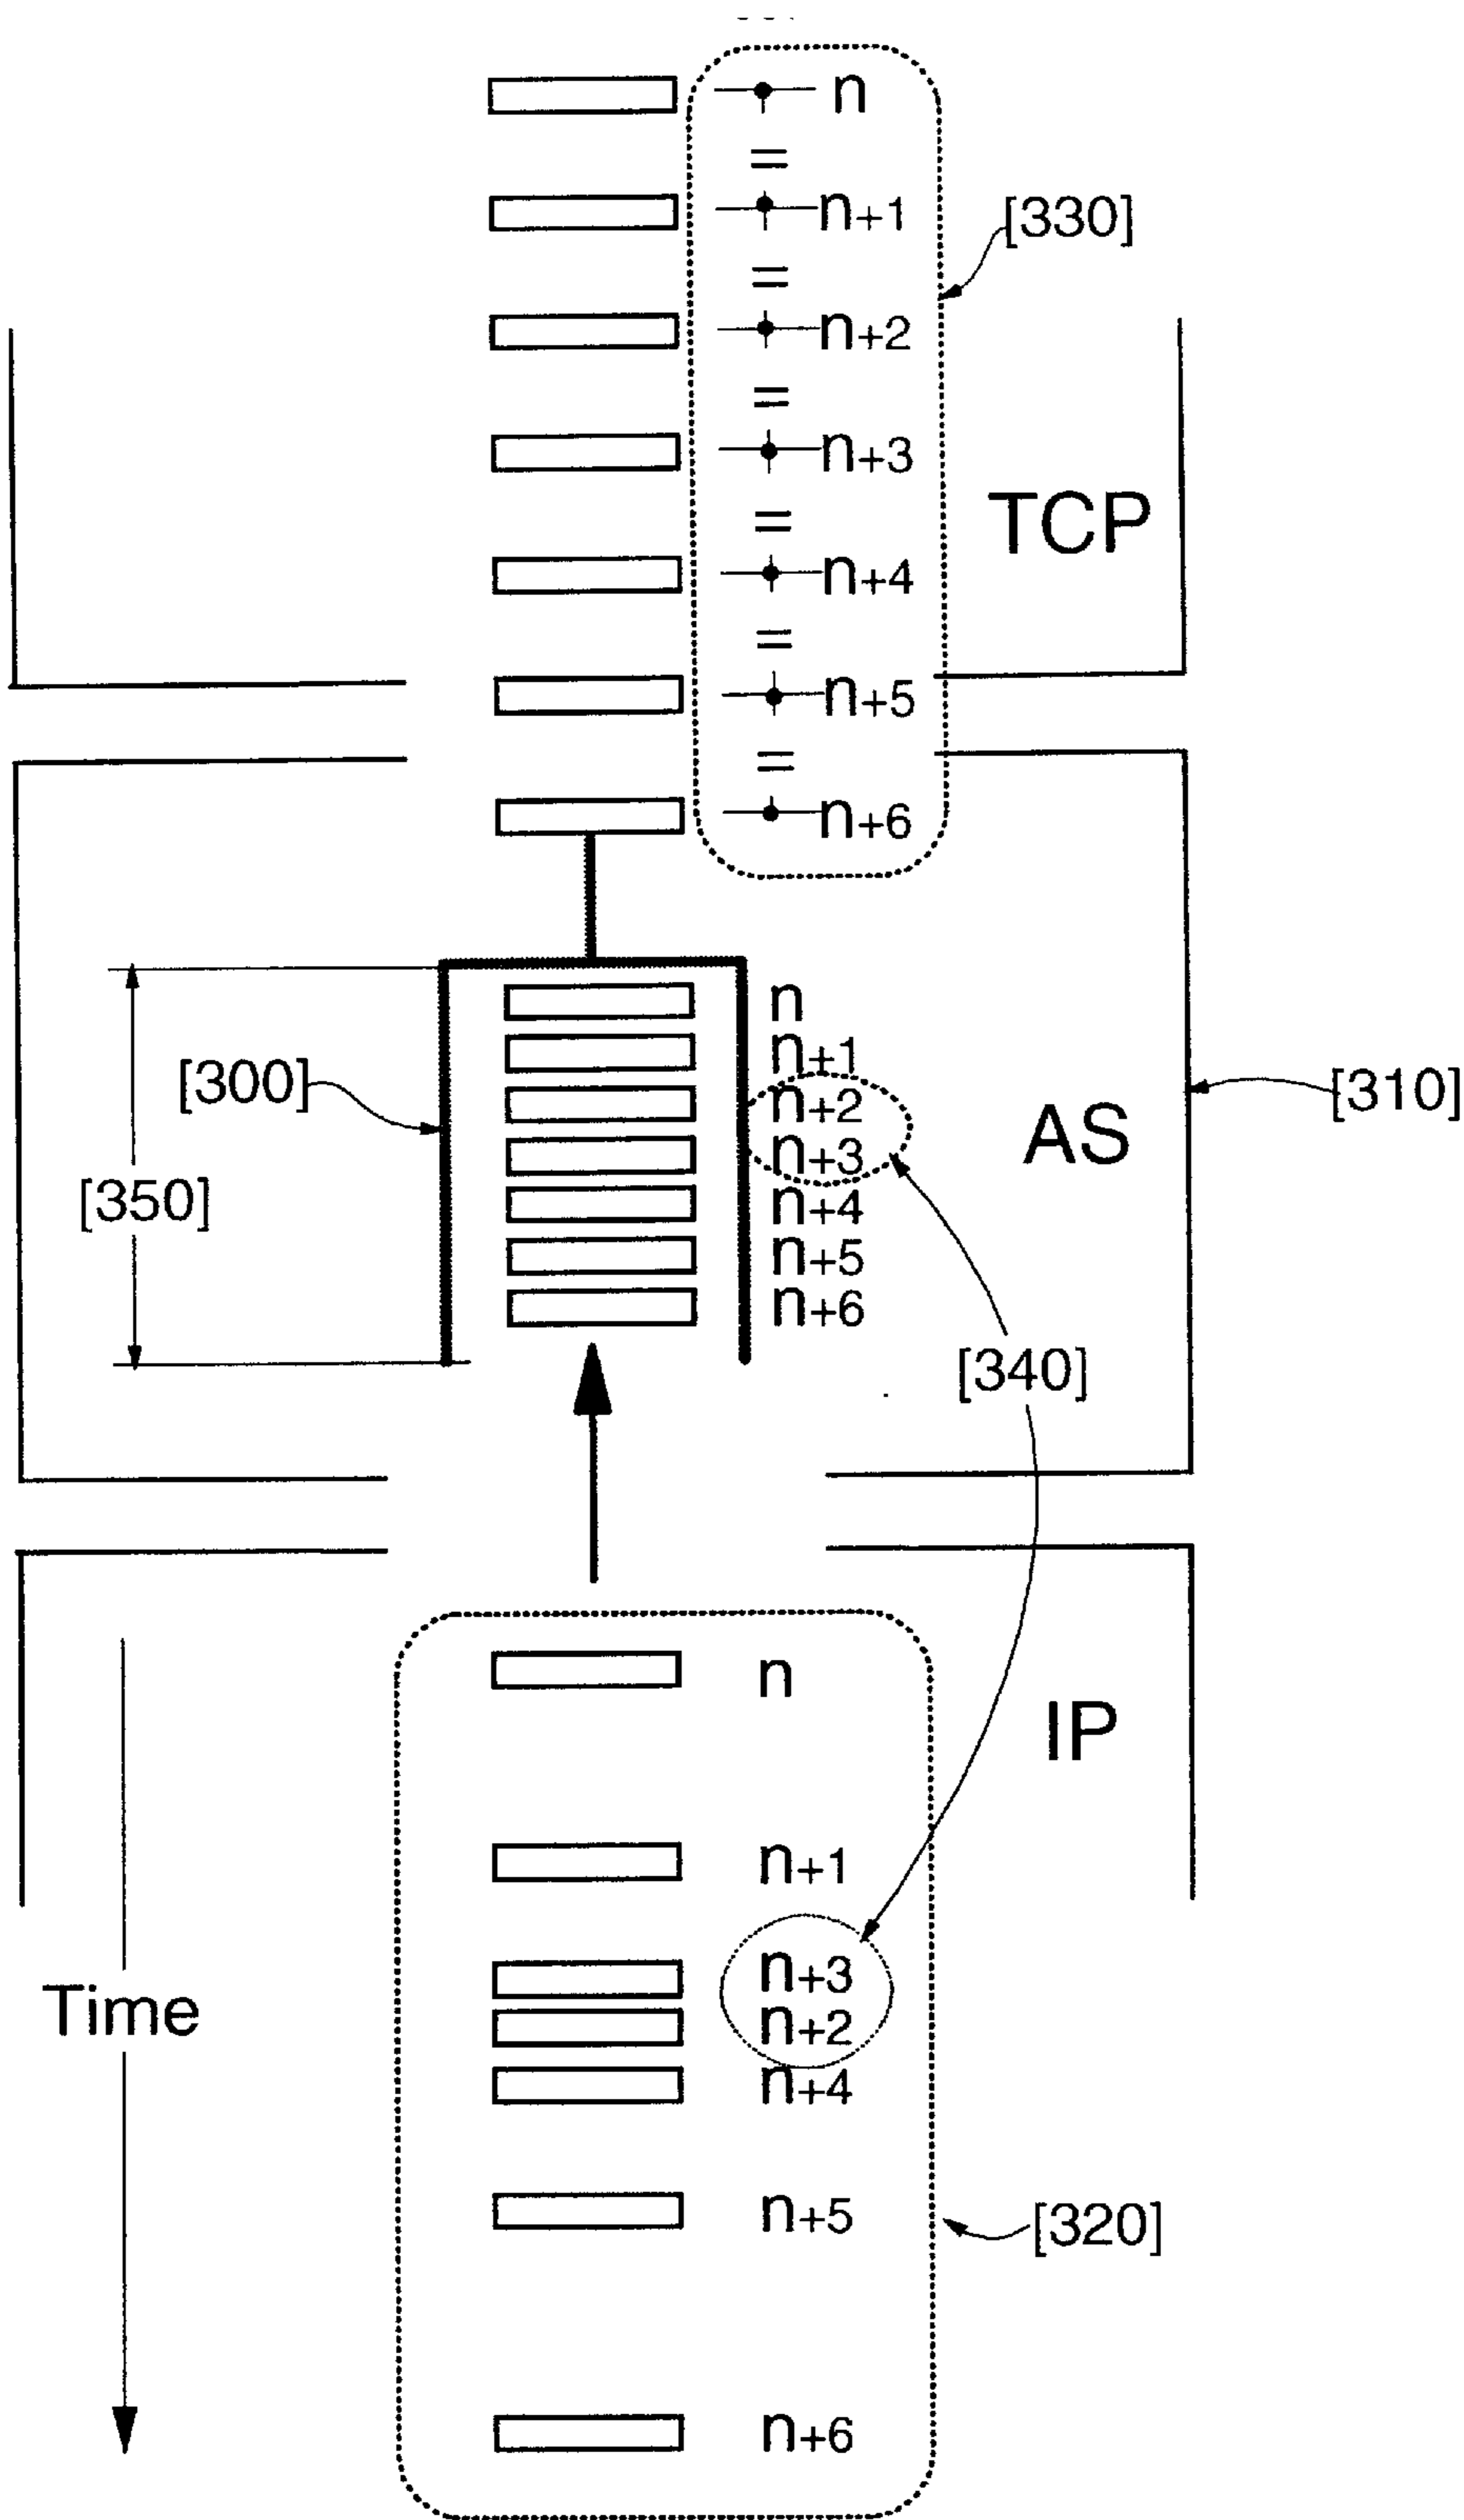 n
=
n+1
[330]
=
n+2
=
n+3
=
TCP
n+4
=
n+5
=
n+6
n
n+1
[300]
n+2
[310]
n+3
AS
[350]
n+4
n+5
n+6
[340]
n
IP
n+1
n+3
Time
n+2
n+4
n+5
[320]
n+6